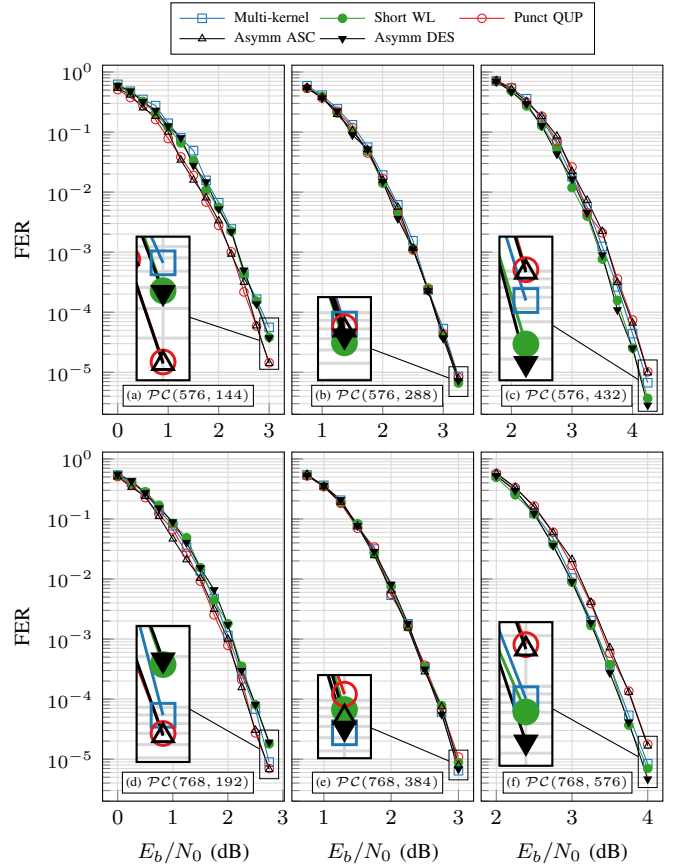 Multi-kernel Short WL Punct QUP
Asymm ASC Asymm DES
10^0
10^-1
10^-2
10^-3
10^-4
10^-5
FER
0 1 2 3
(a) PC(576, 144)
1 2 3
(b) PC(576, 288)
2 3 4
(c) PC(576, 432)
10^0
10^-1
10^-2
10^-3
10^-4
10^-5
FER
0 1 2 3
(d) PC(768, 192)
1 2 3
(e) PC(768, 384)
2 3 4
(f) PC(768, 576)
E_b/N_0 (dB) E_b/N_0 (dB) E_b/N_0 (dB)